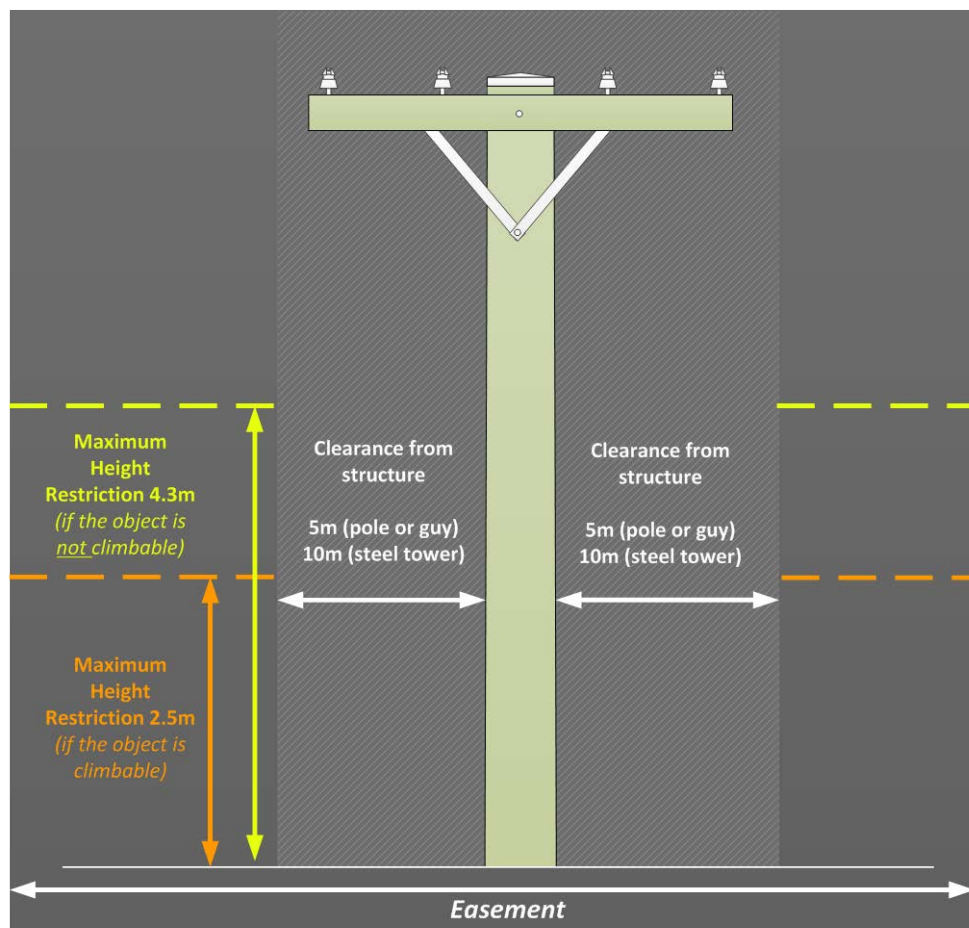 Maximum
Height
Restriction 4.3m
(if the object is
not climbable)
Maximum
Height
Restriction 2.5m
(if the object is
climbable)
Clearance from
structure
5m (pole or guy)
10m (steel tower)
Clearance from
structure
5m (pole or guy)
10m (steel tower)
Easement